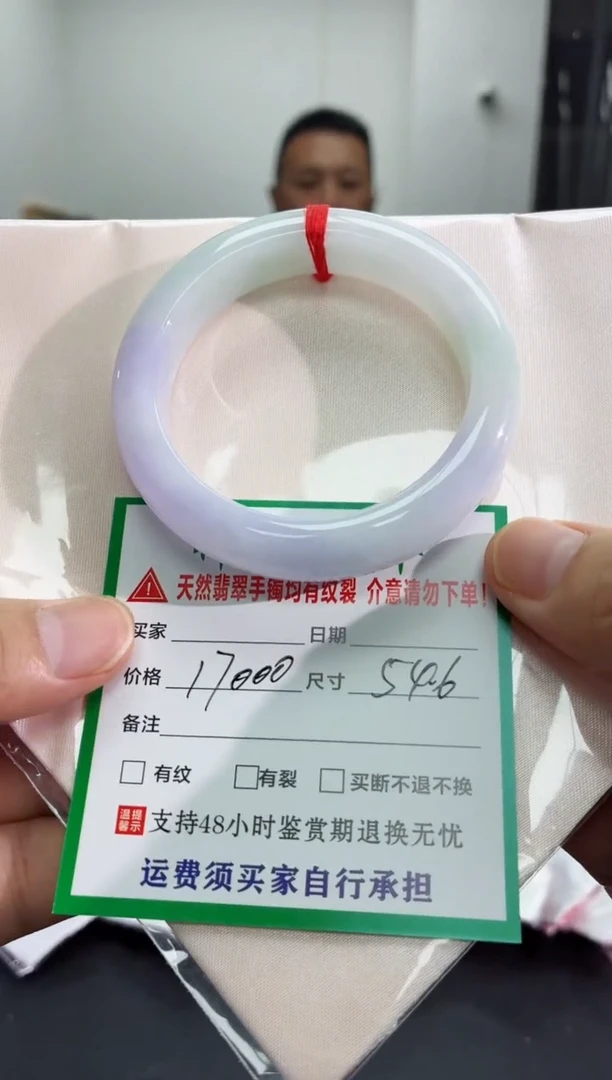 天然翡翠手镯均有纹裂 介意请勿下单!
买家 日期
价格 17000 尺寸 54.6
备注
有纹 有裂 买断不退不换
温馨提示 支持48小时鉴赏期退换无忧
运费须买家自行承担